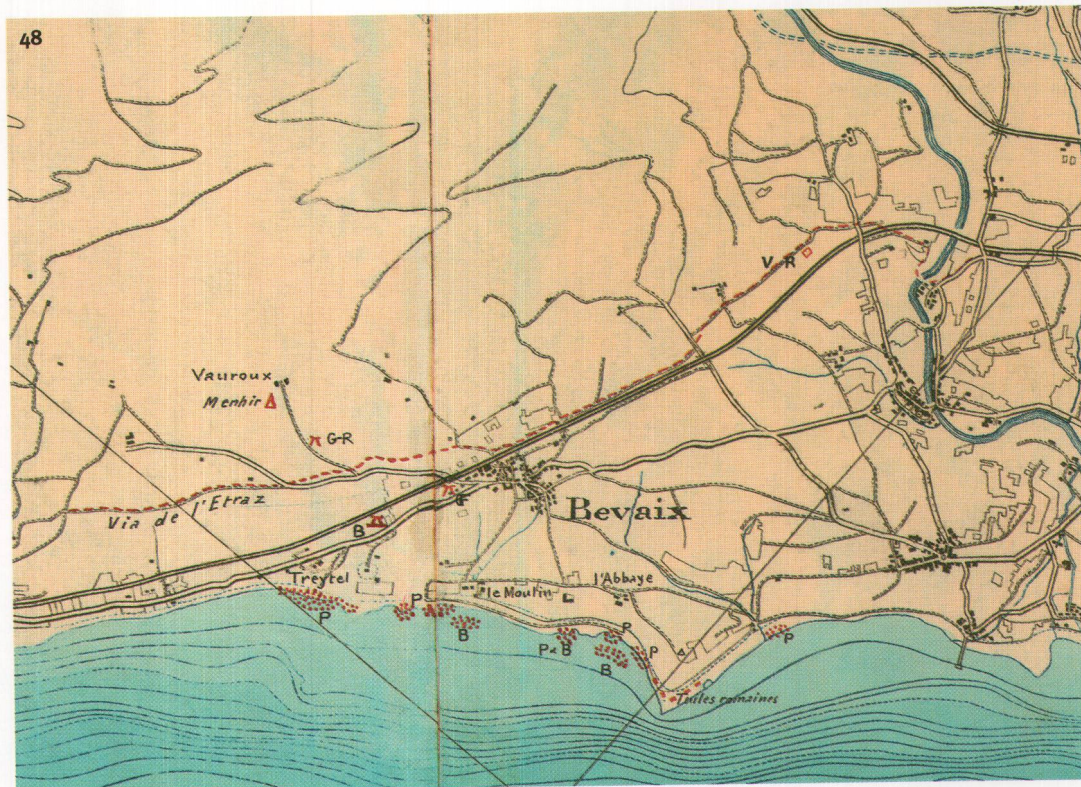 48
V-R
Vauroux
Menhir
G-R
Via de l'Etraz
Bevaix
B
Treytel
l'Abbaye
le Moulin
P
P
B
P
P
P & B
B
P
Tuiles romaines